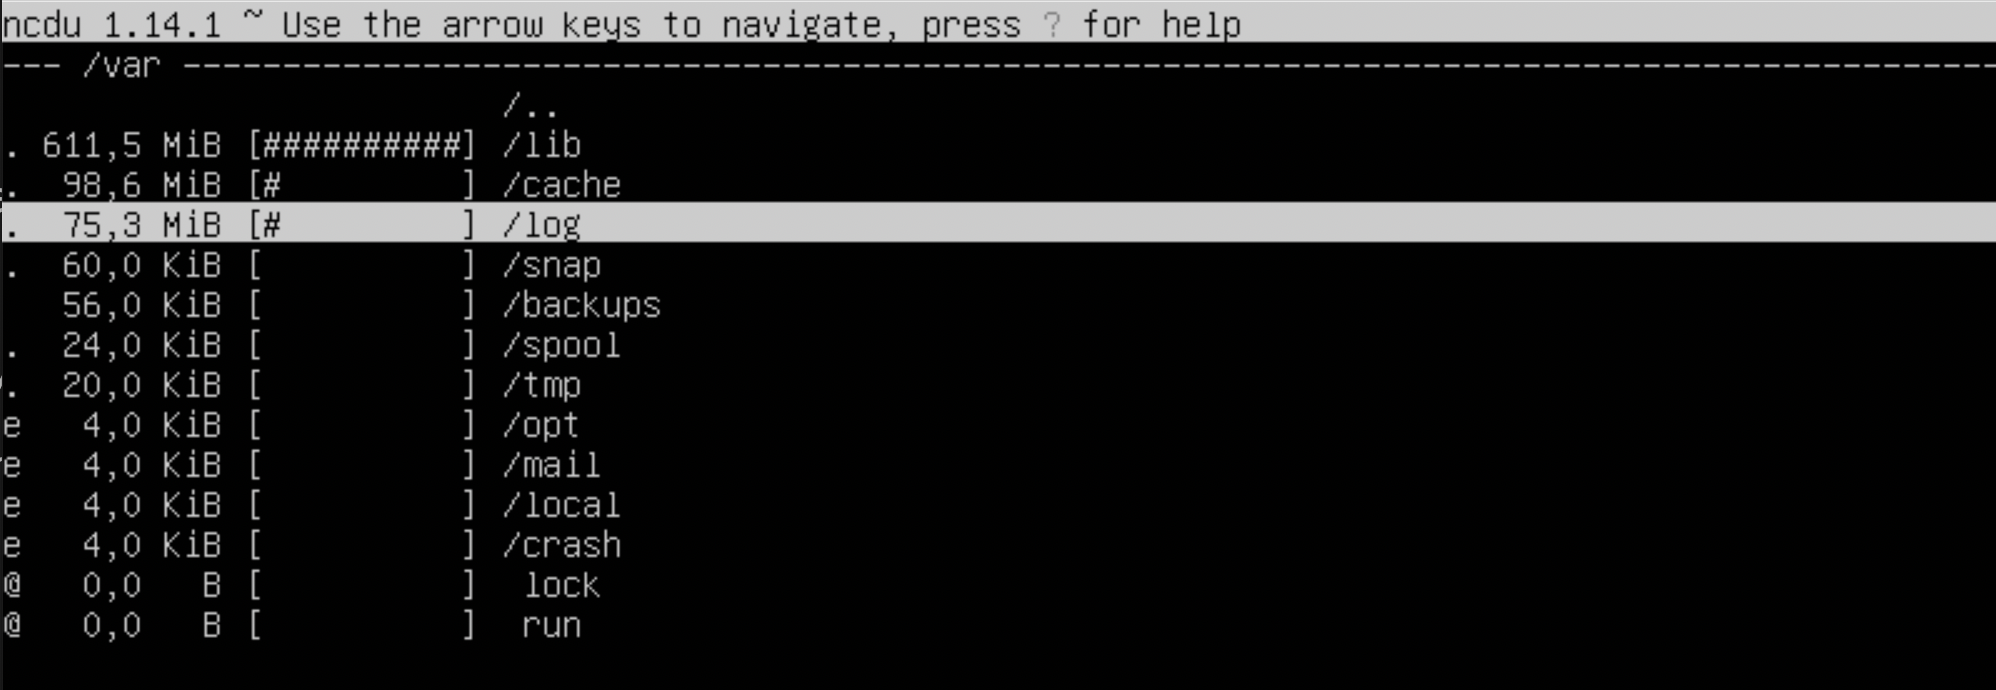 ncdu 1.14.1 ~ Use the arrow keys to navigate, press ? for help
--- /var -------------------------------------------------------------------------------------------
                         /..
. 611,5 MiB [##########] /lib
.  98,6 MiB [#         ] /cache
.  75,3 MiB [#         ] /log
.  60,0 KiB [          ] /snap
   56,0 KiB [          ] /backups
.  24,0 KiB [          ] /spool
.  20,0 KiB [          ] /tmp
e   4,0 KiB [          ] /opt
e   4,0 KiB [          ] /mail
e   4,0 KiB [          ] /local
e   4,0 KiB [          ] /crash
@   0,0   B [          ]  lock
@   0,0   B [          ]  run